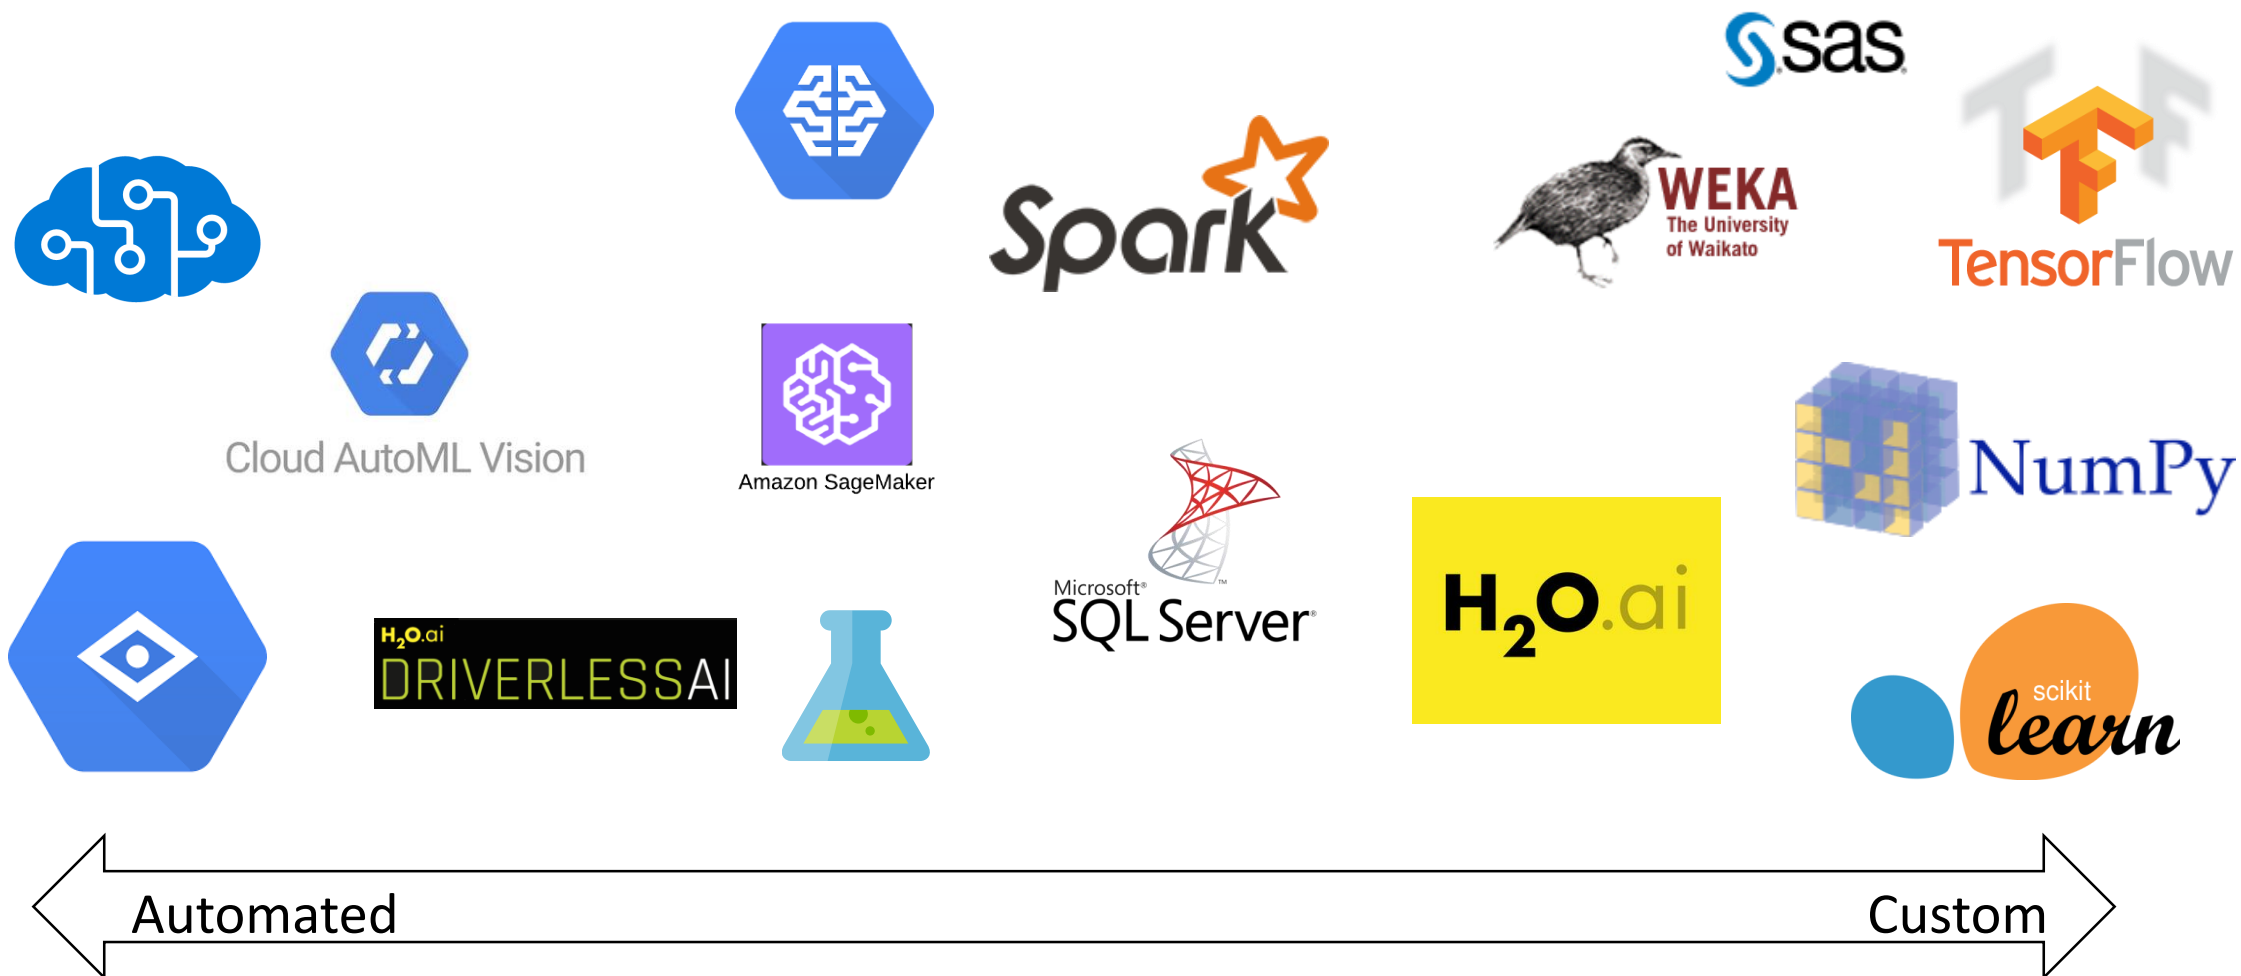 sas
Spark
WEKA
The University
of Waikato
TensorFlow
Cloud AutoML Vision
Amazon SageMaker
NumPy
Microsoft®
SQL Server®
H2O.ai
H2O.ai
DRIVERLESSAI
scikit
learn
Automated
Custom